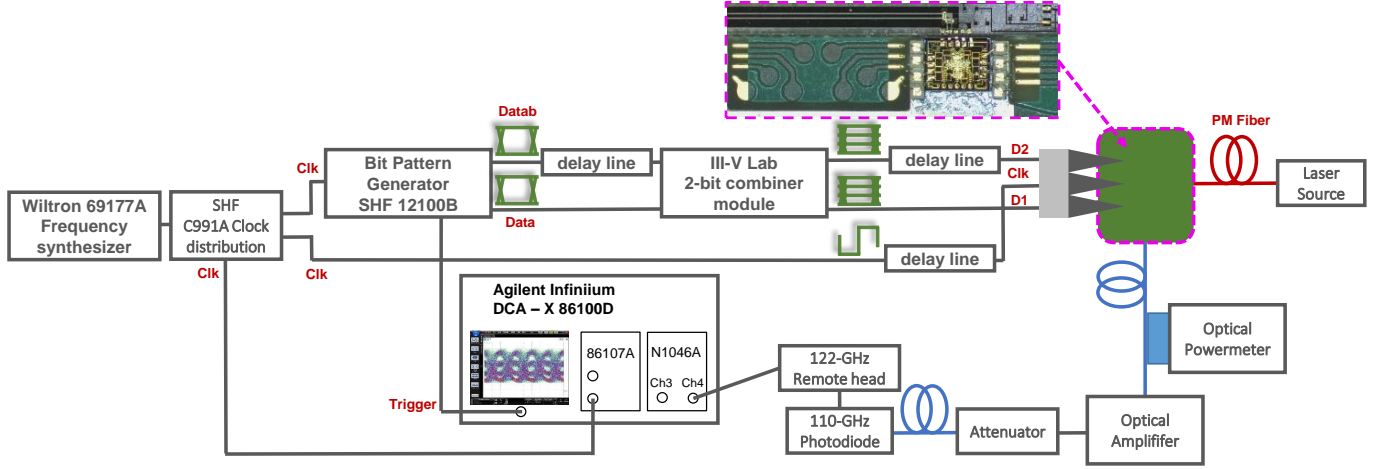 Datab
PM Fiber
Clk
Bit Pattern
Generator
SHF 12100B
delay line
III-V Lab
2-bit combiner
module
delay line
D2
Clk
D1
Laser
Source
Wiltron 69177A
Frequency
synthesizer
SHF
C991A Clock
distribution
Data
Clk
Clk
delay line
Agilent Infiniium
DCA – X 86100D
86107A
N1046A
Ch3
Ch4
Trigger
122-GHz
Remote head
110-GHz
Photodiode
Attenuator
Optical
Powermeter
Optical
Amplififer